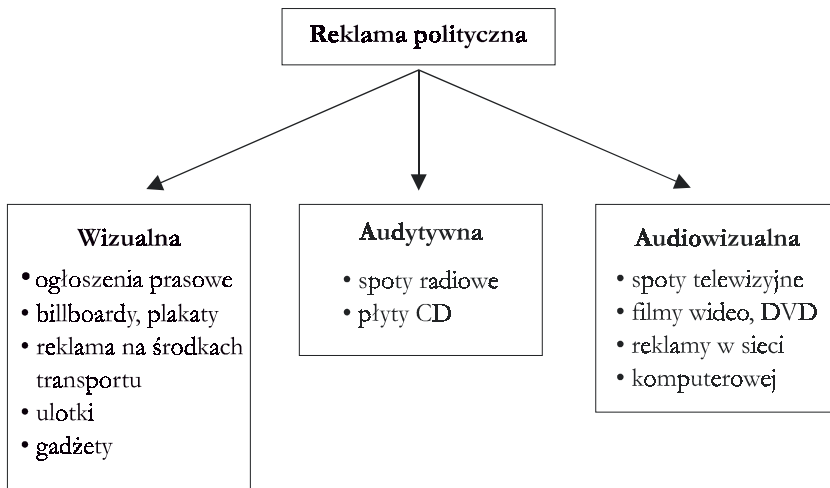 Reklama polityczna
Wizualna
• ogłoszenia prasowe
• billboardy, plakaty
• reklama na środkach
transportu
• ulotki
• gadżety
Audytywna
• spoty radiowe
• płyty CD
Audiowizualna
• spoty telewizyjne
• filmy wideo, DVD
• reklamy w sieci
• komputerowej